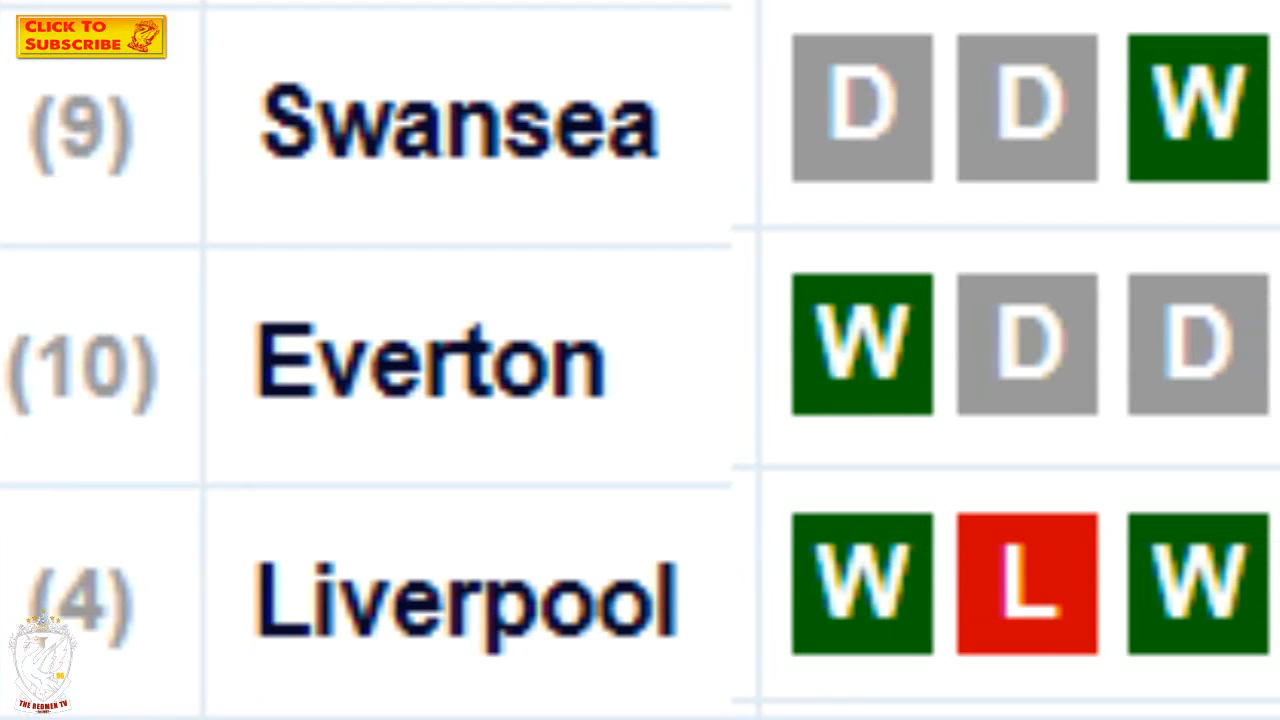 CLICK TO
SUBSCRIBE
(9) Swansea D D W
(10) Everton W D D
(4) Liverpool W L W
THE REDMEN TV